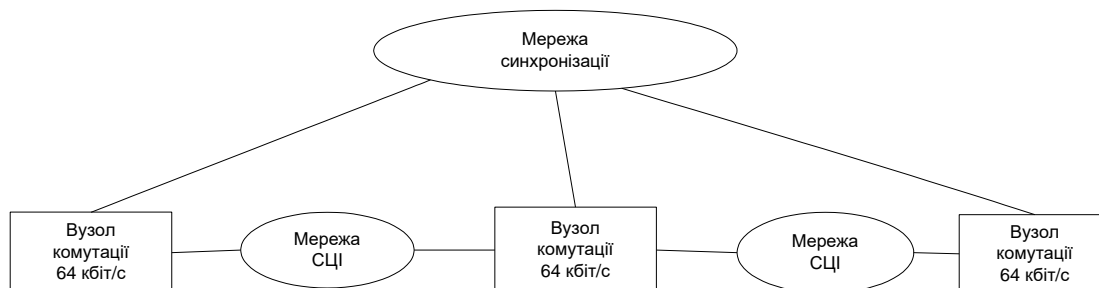 Мережа
синхронізації
Вузол
комутації
64 кбіт/с
Мережа
СЦІ
Вузол
комутації
64 кбіт/с
Мережа
СЦІ
Вузол
комутації
64 кбіт/с